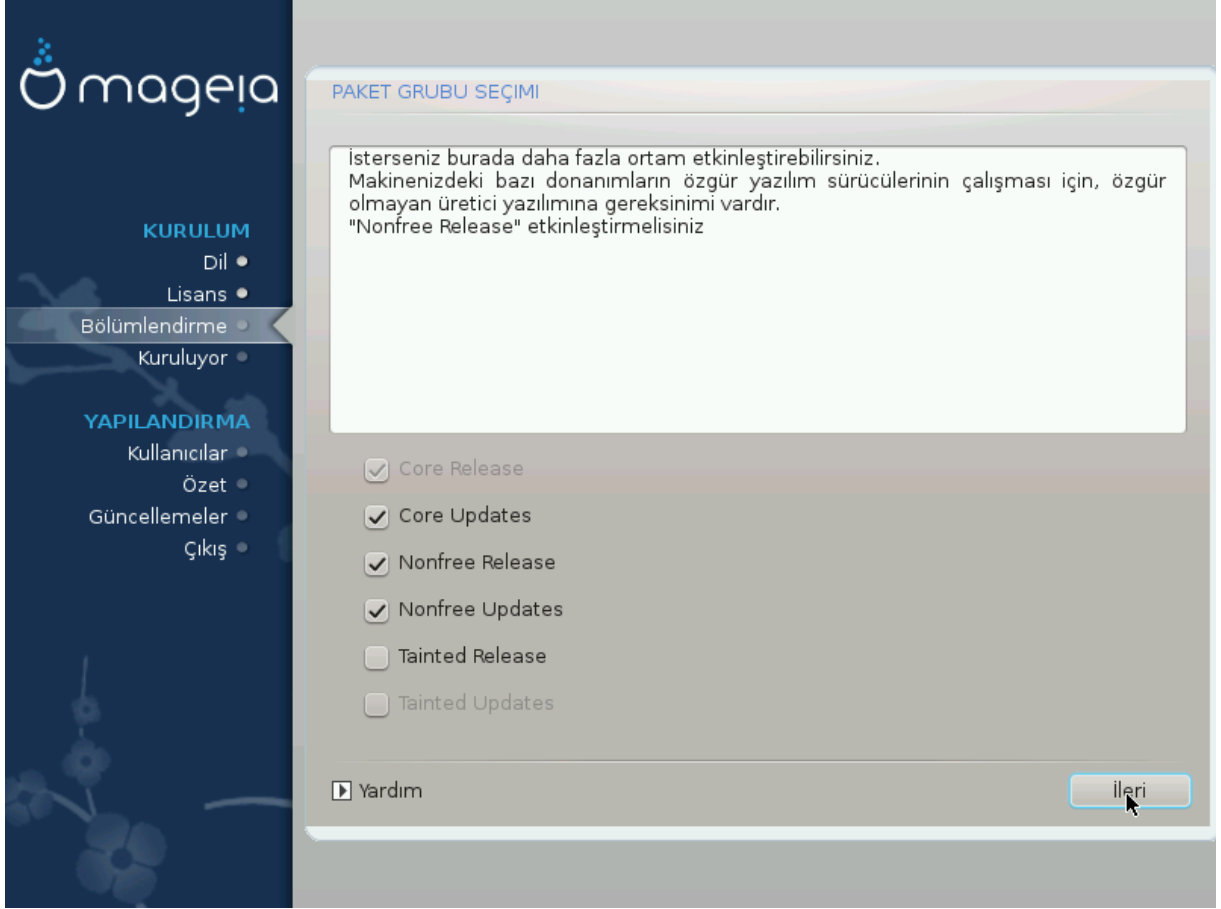 mageia
KURULUM
Dil
Lisans
Bölümlendirme
Kuruluyor
YAPILANDIRMA
Kullanıcılar
Özet
Güncellemeler
Çıkış
PAKET GRUBU SEÇIMI
İsterseniz burada daha fazla ortam etkinleştirebilirsiniz.
Makinenizdeki bazı donanımların özgür yazılım sürücülerinin çalışması için, özgür
olmayan üretici yazılımına gereksinimi vardır.
"Nonfree Release" etkinleştirmelisiniz
Core Release
Core Updates
Nonfree Release
Nonfree Updates
Tainted Release
Tainted Updates
Yardım
İleri